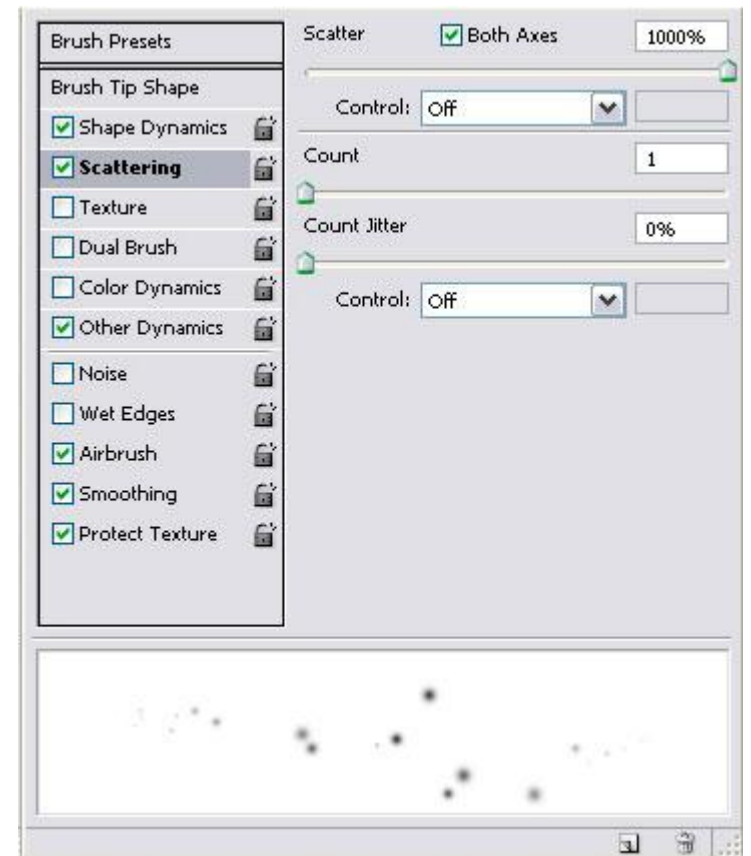 Brush Presets
Brush Tip Shape
Shape Dynamics
Scattering
Texture
Dual Brush
Color Dynamics
Other Dynamics
Noise
Wet Edges
Airbrush
Smoothing
Protect Texture
Scatter Both Axes 1000%
Control: Off
Count 1
Count Jitter 0%
Control: Off